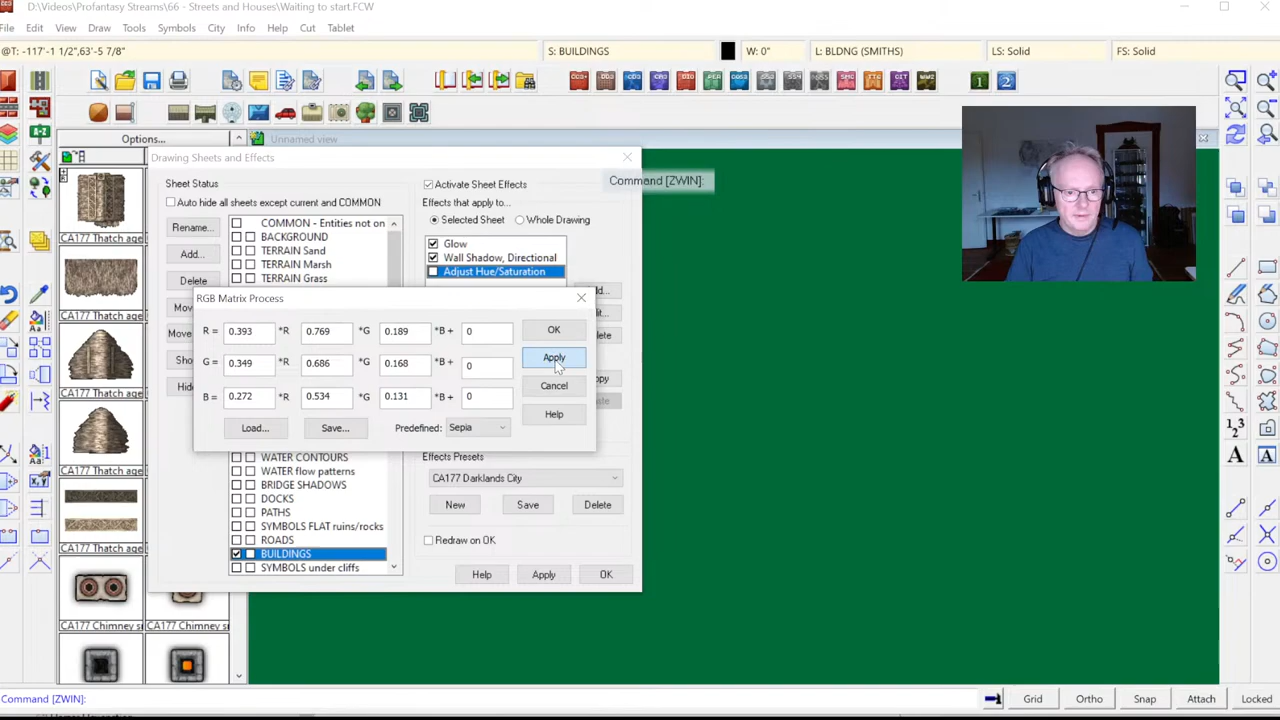 D:\Videos\Profantasy Streams\66 - Streets and Houses\Waiting to start.FCW
File Edit View Draw Tools Symbols City Info Help Cut Tablet
@T: -117'-1 1/2",63'-5 7/8" S: BUILDINGS W: 0" L: BLDNG (SMITHS) LS: Solid FS: Solid
Options...
Unnamed view
CA177 Thatch age
CA177 Thatch age
CA177 Thatch age
CA177 Thatch age
CA177 Chimney s
CA177 Chimney sm
Drawing Sheets and Effects
Sheet Status
Auto hide all sheets except current and COMMON
Rename...
Add...
Delete
COMMON - Entities not on
BACKGROUND
TERRAIN Sand
TERRAIN Marsh
TERRAIN Grass
Activate Sheet Effects
Effects that apply to...
Selected Sheet Whole Drawing
Glow
Wall Shadow, Directional
Adjust Hue/Saturation
Command [ZWIN]:
RGB Matrix Process
R = 0.393 *R 0.769 *G 0.189 *B + 0
G = 0.349 *R 0.686 *G 0.168 *B + 0
B = 0.272 *R 0.534 *G 0.131 *B + 0
OK
Apply
Cancel
Help
Load... Save... Predefined: Sepia
WATER CONTOURS
WATER flow patterns
BRIDGE SHADOWS
DOCKS
PATHS
SYMBOLS FLAT ruins/rocks
ROADS
BUILDINGS
SYMBOLS under cliffs
Effects Presets
CA177 Darklands City
New Save Delete
Redraw on OK
Help Apply OK
Command [ZWIN]:
Grid Ortho Snap Attach Locked